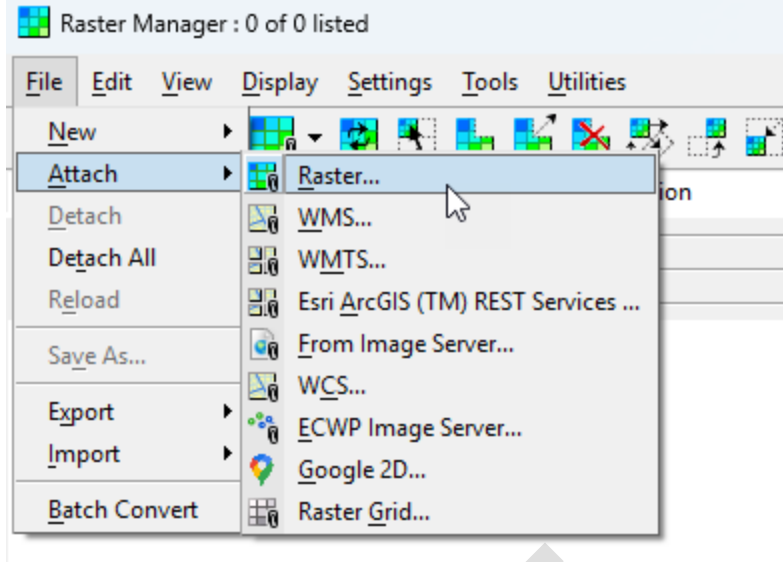 Raster Manager : 0 of 0 listed
File Edit View Display Settings Tools Utilities
New
Attach
Detach
Detach All
Reload
Save As...
Export
Import
Batch Convert
Raster...
WMS...
WMTS...
Esri ArcGIS (TM) REST Services ...
From Image Server...
WCS...
ECWP Image Server...
Google 2D...
Raster Grid...
ion